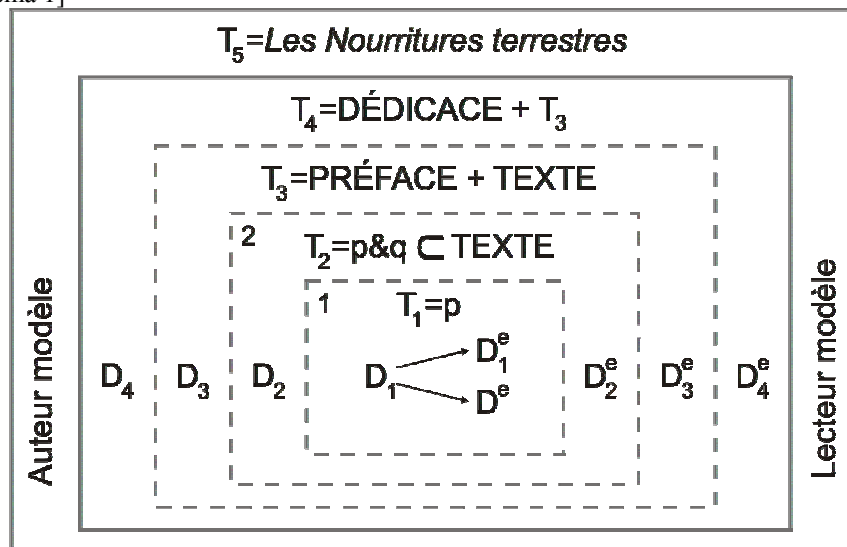 T₅=Les Nourritures terrestres
T₄=DÉDICACE + T₃
T₃=PRÉFACE + TEXTE
2
T₂=p&q ⊂ TEXTE
1
T₁=p
Auteur modèle
D₄
D₃
D₂
D₁
D₁ᵉ
Dᵉ
D₂ᵉ
D₃ᵉ
D₄ᵉ
Lecteur modèle